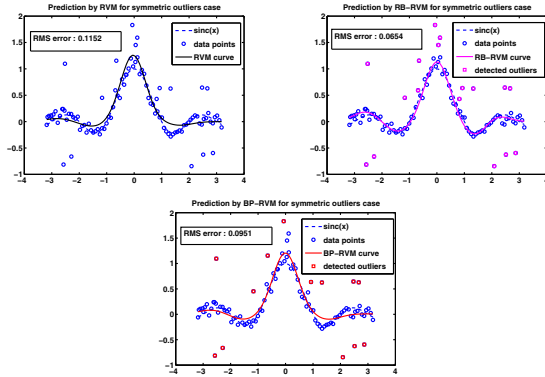 Prediction by RVM for symmetric outliers case
RMS error : 0.1152
sinc(x)
data points
RVM curve
2
1.5
1
0.5
0
−0.5
−1
−4 −3 −2 −1 0 1 2 3 4
Prediction by RB−RVM for symmetric outliers case
RMS error : 0.0654
sinc(x)
data points
RB−RVM curve
detected outliers
2
1.5
1
0.5
0
−0.5
−1
−4 −3 −2 −1 0 1 2 3 4
Prediction by BP−RVM for symmetric outliers case
RMS error : 0.0951
sinc(x)
data points
BP−RVM curve
detected outliers
2
1.5
1
0.5
0
−0.5
−1
−4 −3 −2 −1 0 1 2 3 4